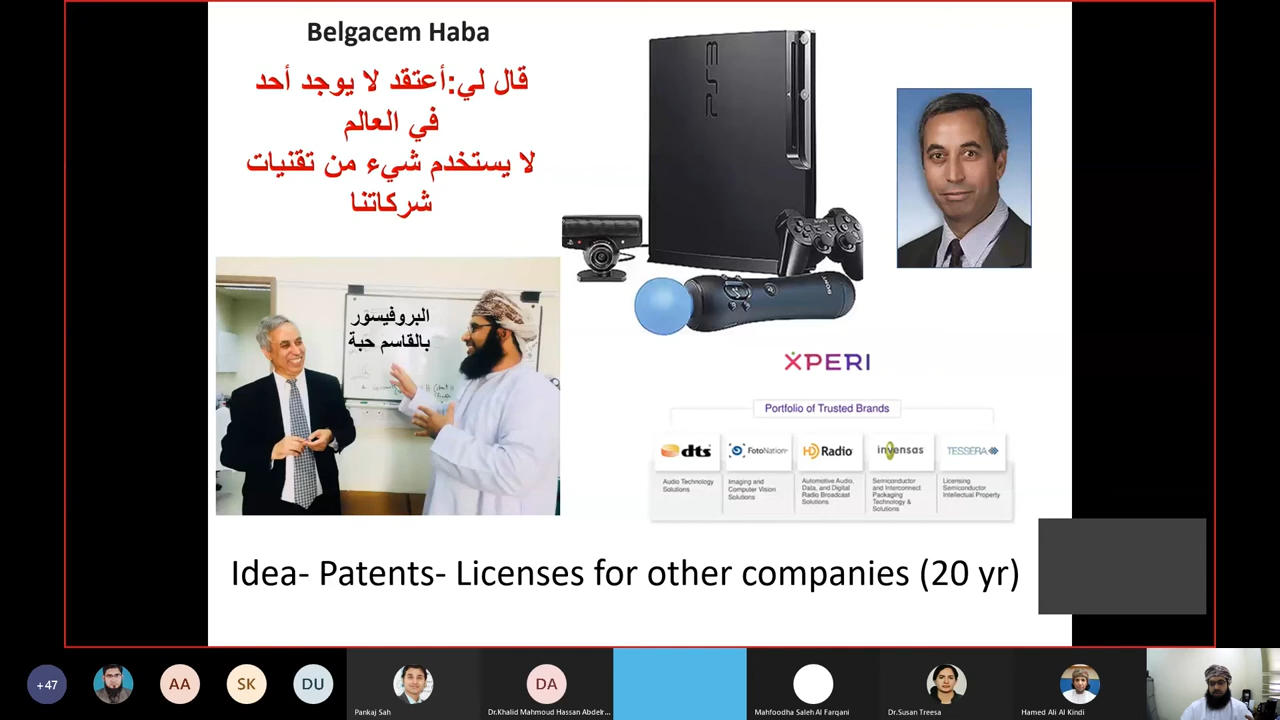 Belgacem Haba
قال لي:أعتقد لا يوجد أحد
في العالم
لا يستخدم شيء من تقنيات
شركاتنا
PS3
SONY
البروفيسور
بالقاسم حبة
XPERI
Portfolio of Trusted Brands
dts
FotoNation
HD Radio
invensas
TESSERA
Audio Technology
Solutions
Imaging and
Computer Vision
Solutions
Automotive Audio,
Data, and Digital
Radio Broadcast
Solutions
Semiconductor
and Interconnect
Packaging
Technology &
Solutions
Licensing
Semiconductor
Intellectual Property
Idea- Patents- Licenses for other companies (20 yr)
+47
AA
SK
DU
Pankaj Sah
DA
Dr.Khalid Mahmoud Hassan Abdelr...
Mahfoodha Saleh Al Farqani
Dr.Susan Treesa
Hamed Ali Al Kindi